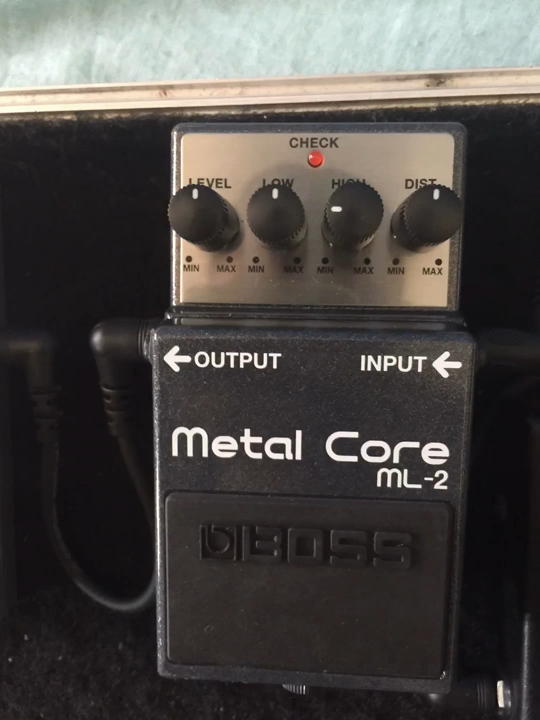 CHECK
LEVEL LOW HIGH DIST
MIN MAX MIN MAX MIN MAX MIN MAX
←OUTPUT INPUT←
Metal Core
ML-2
BOSS